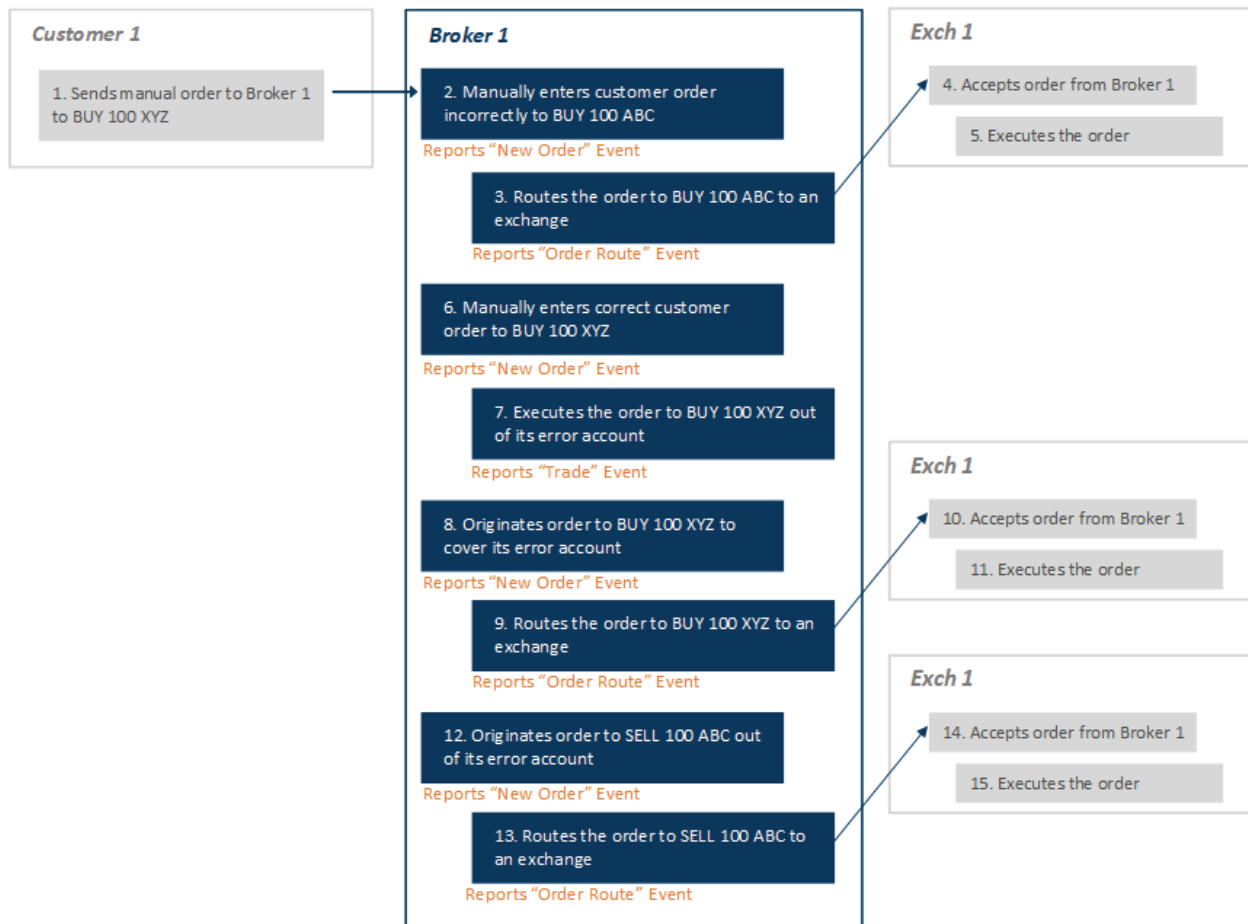 Customer 1
1. Sends manual order to Broker 1
to BUY 100 XYZ
Broker 1
2. Manually enters customer order
incorrectly to BUY 100 ABC
Reports “New Order” Event
3. Routes the order to BUY 100 ABC to an
exchange
Reports “Order Route” Event
Exch 1
4. Accepts order from Broker 1
5. Executes the order
6. Manually enters correct customer
order to BUY 100 XYZ
Reports “New Order” Event
7. Executes the order to BUY 100 XYZ out
of its error account
Reports “Trade” Event
8. Originates order to BUY 100 XYZ to
cover its error account
Reports “New Order” Event
9. Routes the order to BUY 100 XYZ to an
exchange
Reports “Order Route” Event
Exch 1
10. Accepts order from Broker 1
11. Executes the order
12. Originates order to SELL 100 ABC out
of its error account
Reports “New Order” Event
13. Routes the order to SELL 100 ABC to
an exchange
Reports “Order Route” Event
Exch 1
14. Accepts order from Broker 1
15. Executes the order